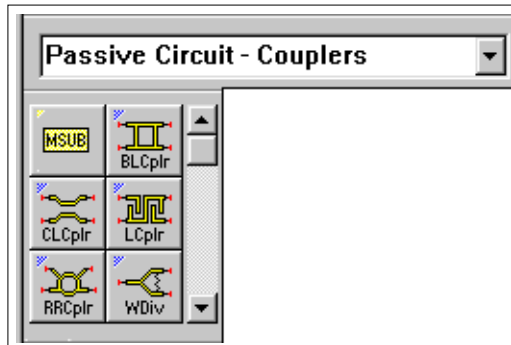 Passive Circuit - Couplers
MSUB
BLCplr
CLCplr
LCplr
RRCplr
WDiv